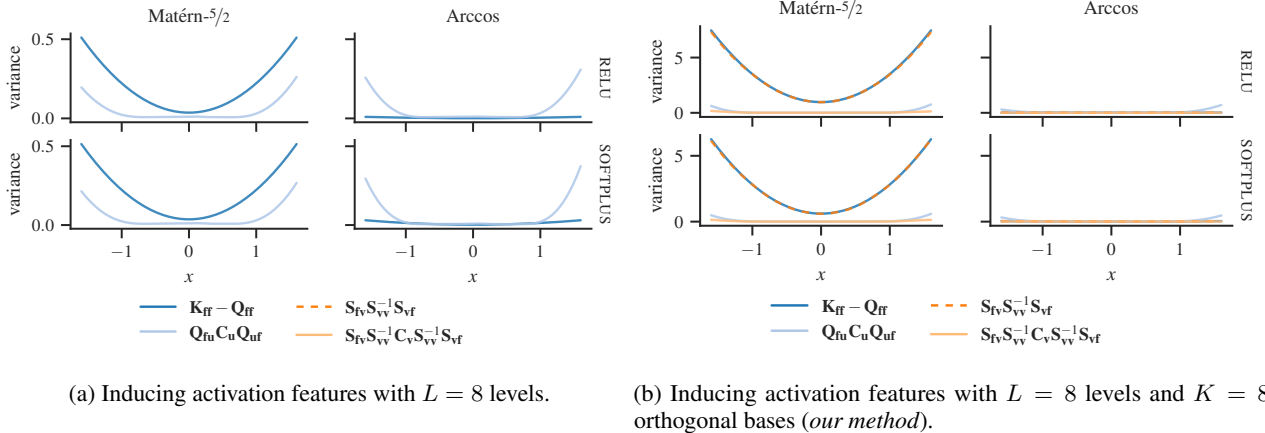 Matérn-5/2
Arccos
variance
0.5
0.0
RELU
variance
0.5
0.0
SOFTPLUS
−1
0
1
−1
0
1
x
x
K_ff − Q_ff
S_fv S_vv^−1 S_vf
Q_fu C_u Q_uf
S_fv S_vv^−1 C_v S_vv^−1 S_vf
(a) Inducing activation features with L = 8 levels.
Matérn-5/2
Arccos
variance
5
0
RELU
variance
5
0
SOFTPLUS
−1
0
1
−1
0
1
x
x
K_ff − Q_ff
S_fv S_vv^−1 S_vf
Q_fu C_u Q_uf
S_fv S_vv^−1 C_v S_vv^−1 S_vf
(b) Inducing activation features with L = 8 levels and K = 8
orthogonal bases (our method).